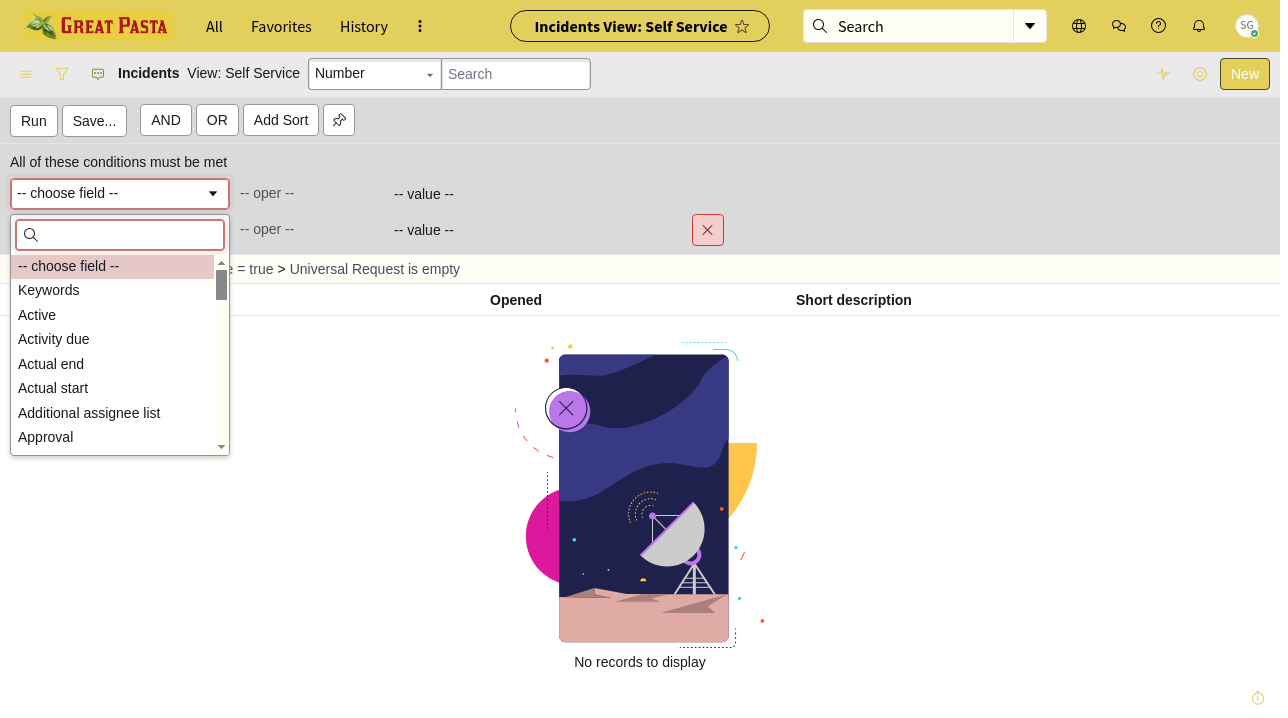 GREAT PASTA
All
Favorites
History
Incidents View: Self Service
Search
SG
Incidents
View: Self Service
Number
Search
New
Run
Save...
AND
OR
Add Sort
All of these conditions must be met
-- choose field --
-- oper --
-- value --
-- oper --
-- value --
-- choose field --
Keywords
Active
Activity due
Actual end
Actual start
Additional assignee list
Approval
= true > Universal Request is empty
Opened
Short description
No records to display